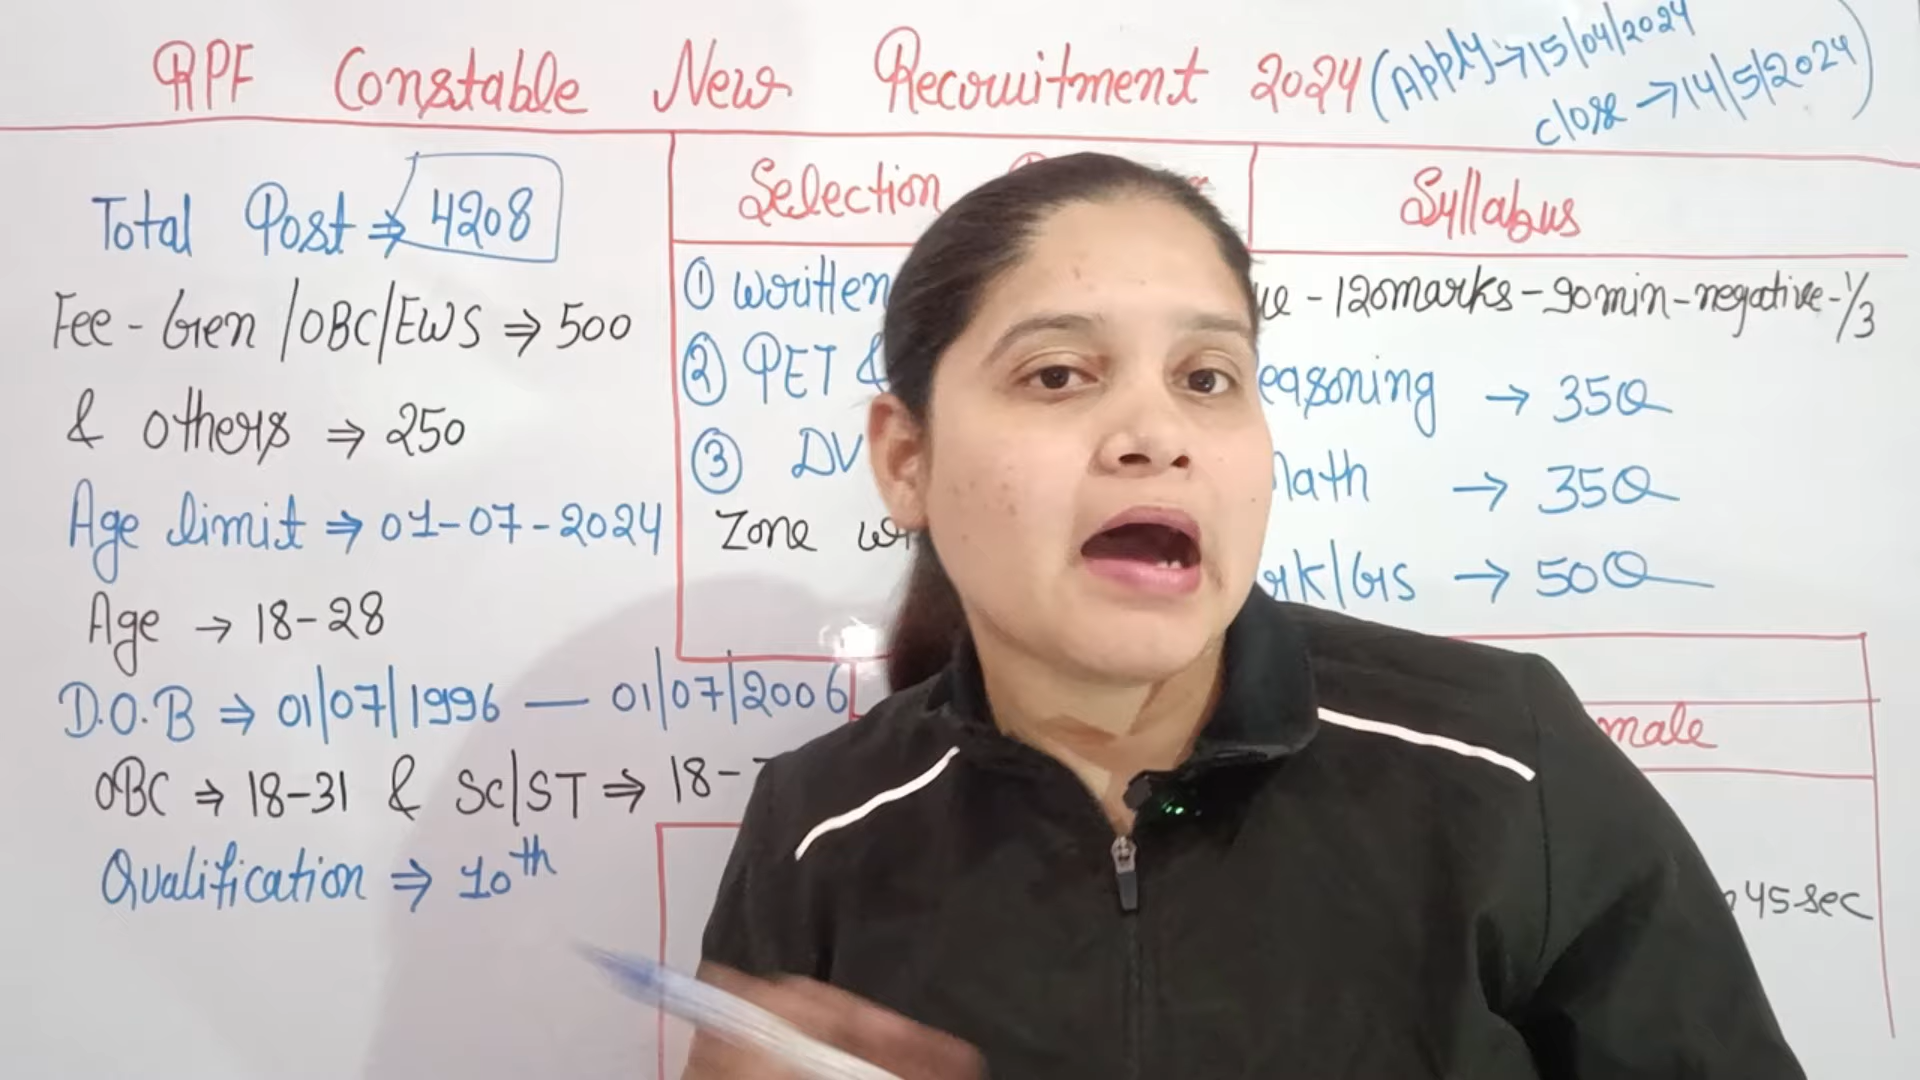 RPF Constable New Recruitment 2024 (Apply→15/04/2024
close →14/5/2024)
Total Post ⇒ 4208
Fee - Gen /OBC/EWS ⇒ 500
& others ⇒ 250
Age limit ⇒ 01-07-2024
Age → 18-28
D.O.B ⇒ 01/07/1996 — 01/07/2006
OBC ⇒ 18-31 & SC/ST ⇒ 18-
Qualification ⇒ 10th
Selection
① written
② PET &
③ DV
Zone
Syllabus
- 120marks - 90min - negative - 1/3
easoning → 35Q
ath → 35Q
GK/GS → 50Q
male
45sec